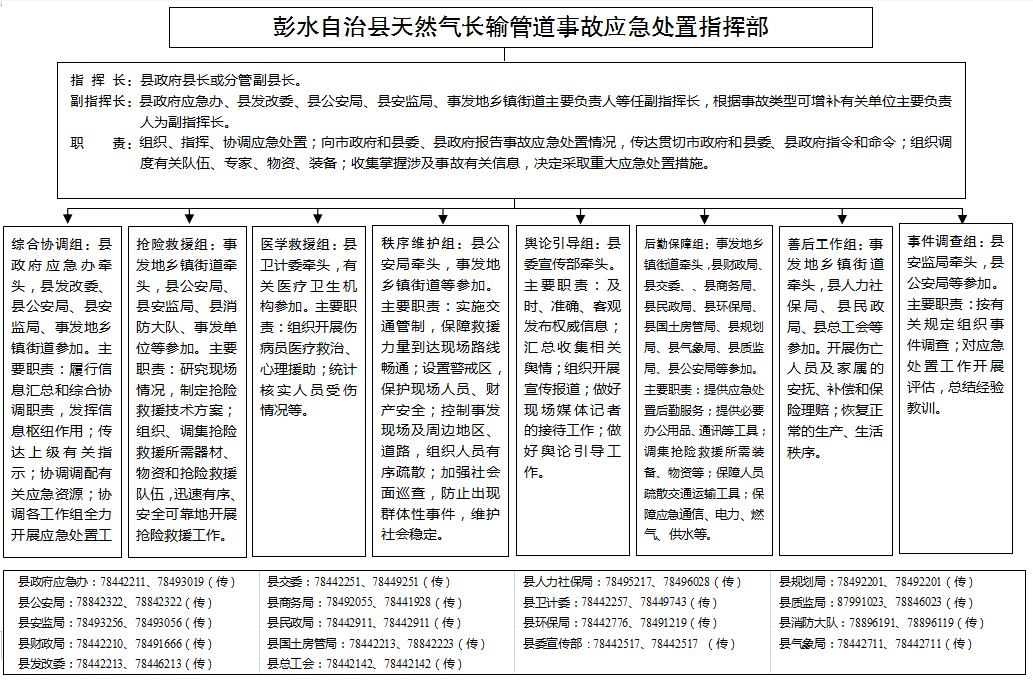 彭水自治县天然气长输管道事故应急处置指挥部
指 挥 长：县政府县长或分管副县长。
副指挥长：县政府应急办、县发改委、县公安局、县安监局、事发地乡镇街道主要负责人等任副指挥长，根据事故类型可增补有关单位主要负责
人为副指挥长。
职 责：组织、指挥、协调应急处置；向市政府和县委、县政府报告事故应急处置情况，传达贯切市政府和县委、县政府指令和命令；组织调
度有关队伍、专家、物资、装备；收集掌握涉及事故有关信息，决定采取重大应急处置措施。
综合协调组：县
政府应急办牵
头，县发改委、
县公安局、县安
监局、事发地乡
镇街道参加。主
要职责：履行信
息汇总和综合协
调职责，发挥信
息枢纽作用；传
达上级有关指
示；协调调配有
关应急资源；协
调各工作组全力
开展应急处置工
抢险救援组：事
发地乡镇街道牵
头，县公安局、
县安监局、县消
防大队、事发单
位等参加。主要
职责：研究现场
情况，制定抢险
救援技术方案；
组织、调集抢险
救援所需器材、
物资和抢险救援
队伍，迅速有序、
安全可靠地开展
抢险救援工作。
医学救援组：县
卫计委牵头，有
关医疗卫生机
构参加。主要职
责：组织开展伤
病员医疗救治、
心理援助；统计
核实人员受伤
情况等。
秩序维护组：县公
安局牵头，事发地
乡镇街道等参加。
主要职责：实施交
通管制，保障救援
力量到达现场路线
畅通；设置警戒区，
保护现场人员、财
产安全；控制事发
现场及周边地区、
道路，组织人员有
序疏散；加强社会
面巡查，防止出现
群体性事件，维护
社会稳定。
舆论引导组：县
委宣传部牵头。
主要职责：及
时、准确、客观
发布权威信息；
汇总收集相关
舆情；组织开展
宣传报道；做好
现场媒体记者
的接待工作；做
好舆论引导工
作。
后勤保障组：事发地乡
镇街道牵头，县财政局、
县交委、、县商务局、
县民政局、县环保局、
县国土房管局、县规划
局、县气象局、县质监
局、县公安局等参加。
主要职责：提供应急处
置后勤服务；提供必要
办公用品、通讯等工具；
调集抢险救援所需装
备、物资等；保障人员
疏散交通运输工具；保
障应急通信、电力、燃
气、供水等。
善后工作组：事
发地乡镇街道
牵头，县人力社
保局、县民政
局、县总工会等
参加。开展伤亡
人员及家属的
安抚、补偿和保
险理赔；恢复正
常的生产、生活
秩序。
事件调查组：县
安监局牵头，县
公安局等参加。
主要职责：按有
关规定组织事
件调查；对应急
处置工作开展
评估，总结经验
教训。
县政府应急办：78442211、78493019（传）
县公安局：78842322、78842322（传）
县安监局：78493256、78493056（传）
县财政局：78442210、78491666（传）
县发改委：78442213、78446213（传）
县交委：78442251、78449251（传）
县商务局：78492055、78441928（传）
县民政局：78442911、78442911（传）
县国土房管局：78442213、78842223（传）
县总工会：78442142、78442142（传）
县人力社保局：78495217、78496028（传）
县卫计委：78442257、78449743（传）
县环保局：78442776、78491219（传）
县委宣传部：78442517、78442517 （传）
县规划局：78492201、78492201（传）
县质监局：87991023、78846023（传）
县消防大队：78896191、78896119（传）
县气象局：78442711、78442711（传）